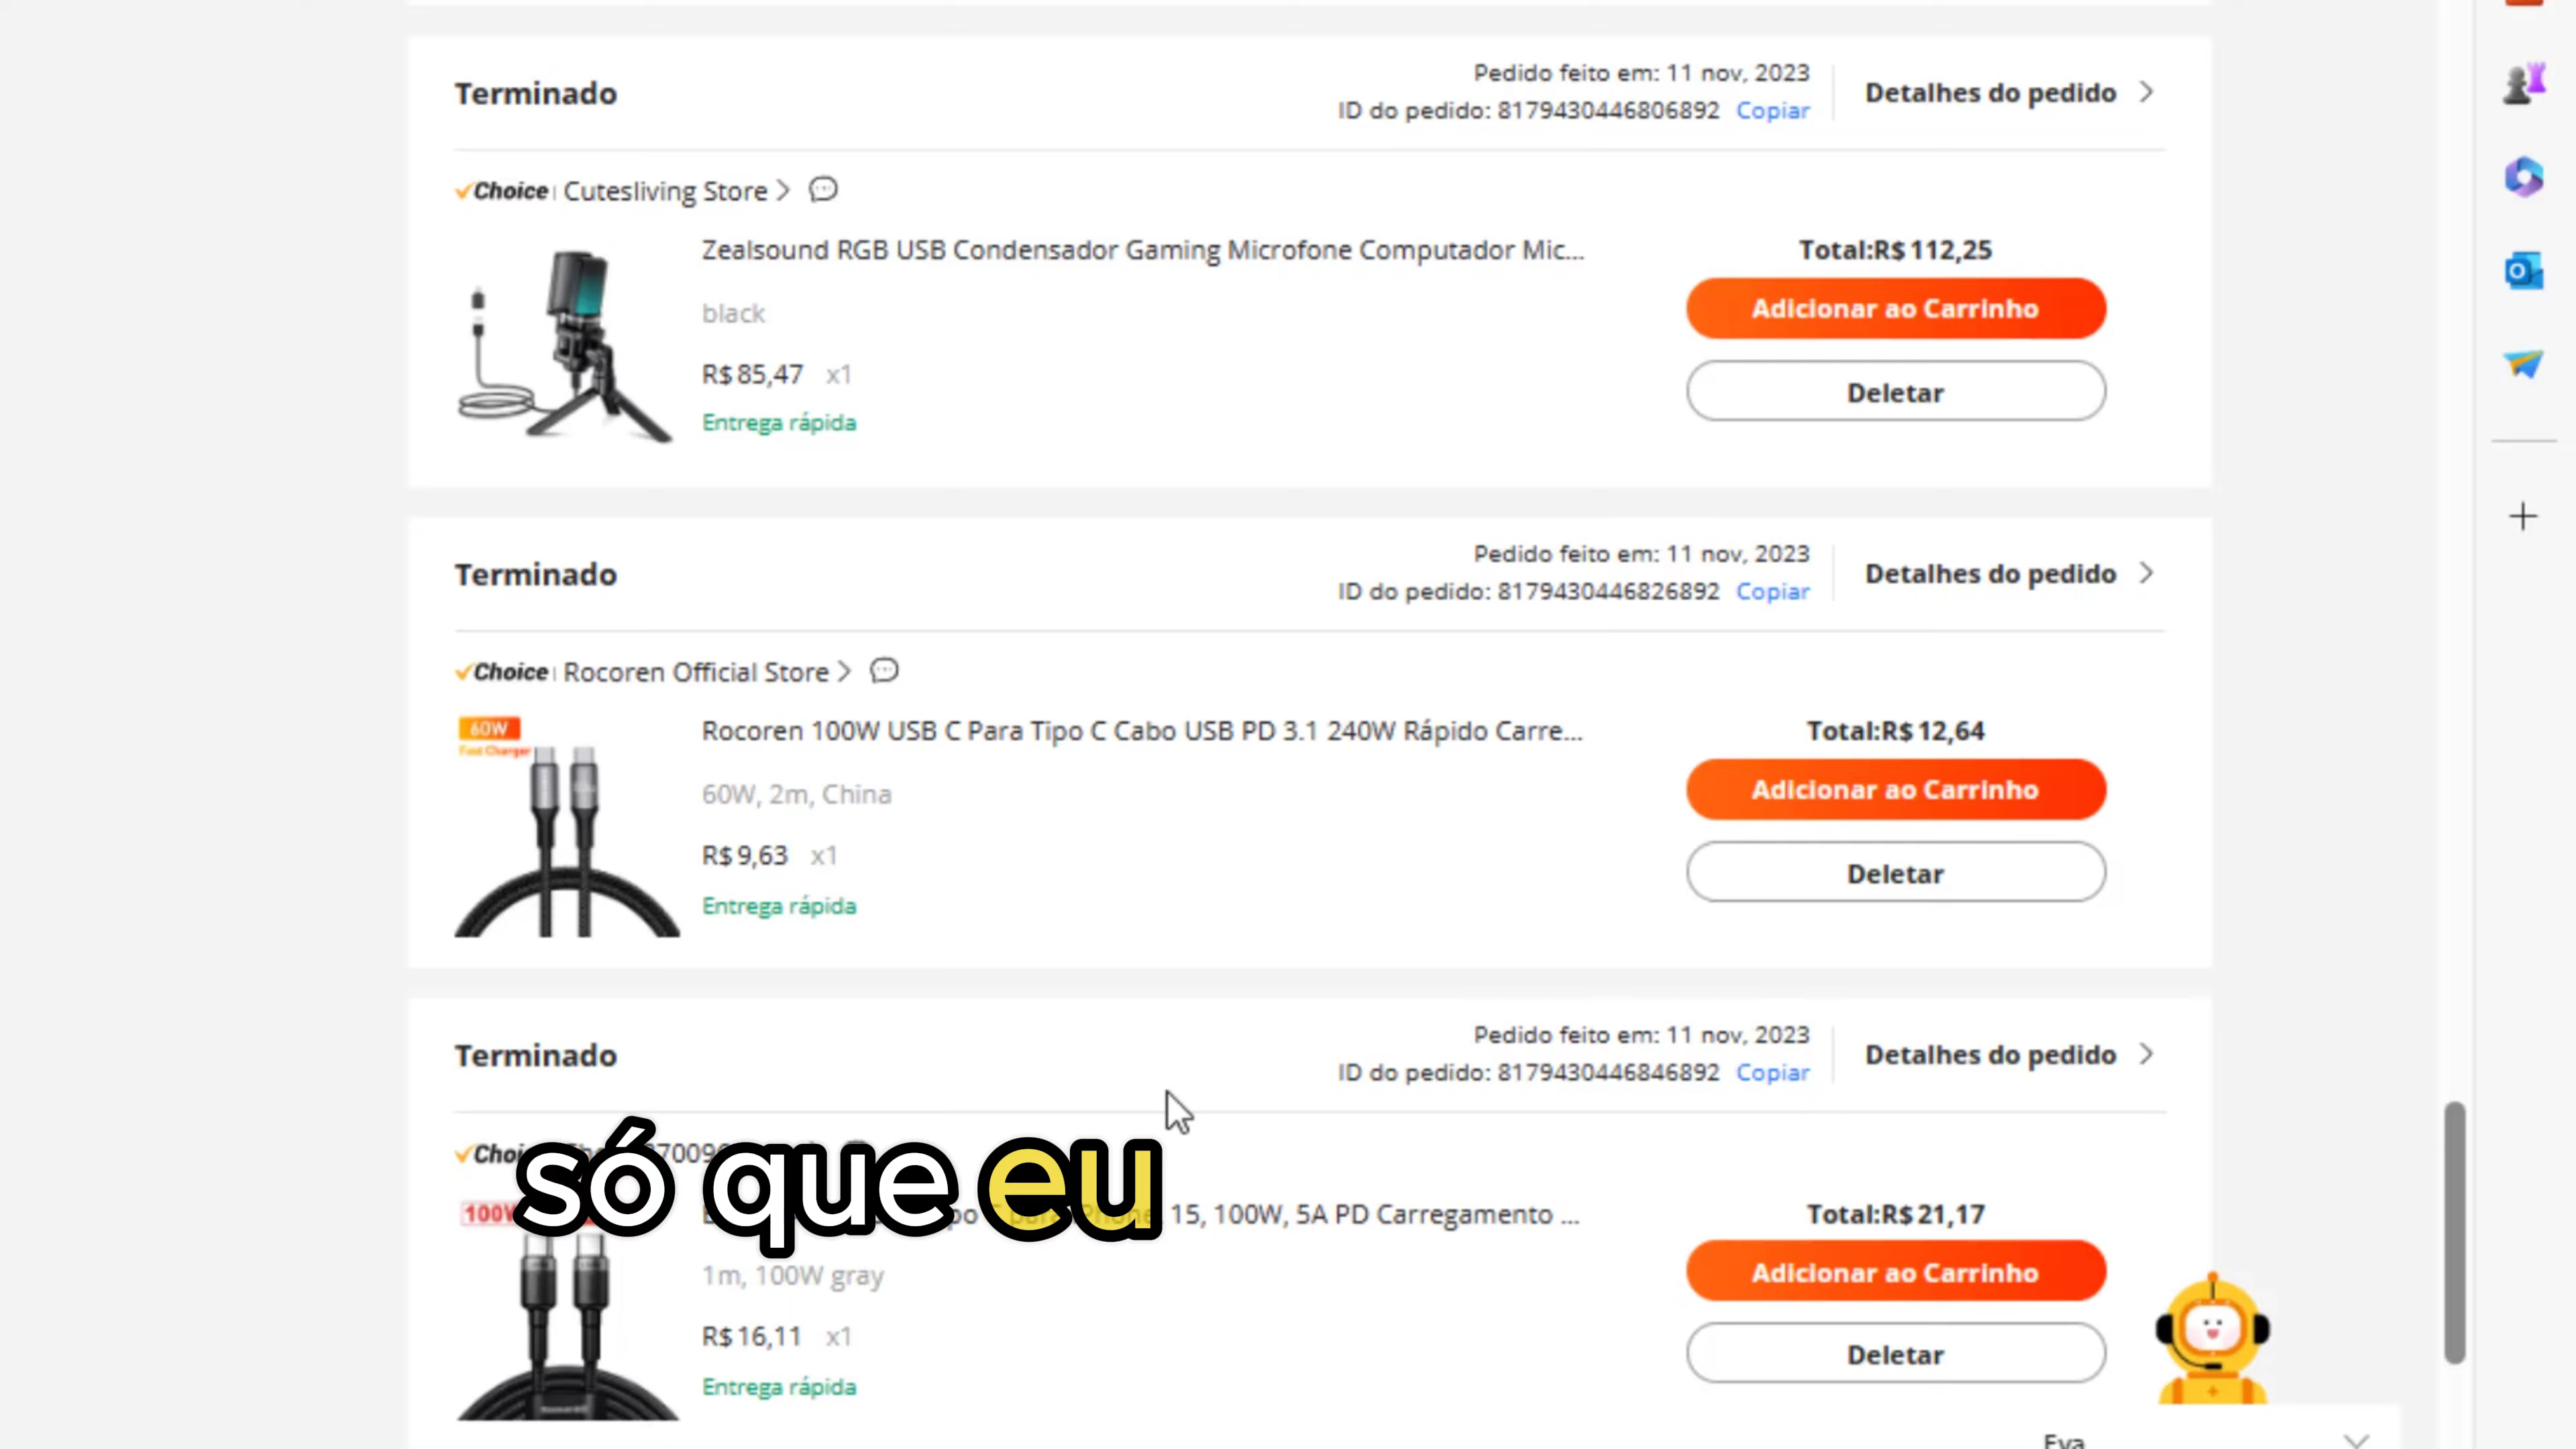 Terminado
Pedido feito em: 11 nov, 2023
ID do pedido: 8179430446806892 Copiar
Detalhes do pedido
Choice Cutesliving Store
Zealsound RGB USB Condensador Gaming Microfone Computador Mic...
black
R$85,47 x1
Entrega rápida
Total:R$112,25
Adicionar ao Carrinho
Deletar
Terminado
Pedido feito em: 11 nov, 2023
ID do pedido: 8179430446826892 Copiar
Detalhes do pedido
Choice Rocoren Official Store
60W
Fast Charger
Rocoren 100W USB C Para Tipo C Cabo USB PD 3.1 240W Rápido Carre...
60W, 2m, China
R$9,63 x1
Entrega rápida
Total:R$12,64
Adicionar ao Carrinho
Deletar
Terminado
Pedido feito em: 11 nov, 2023
ID do pedido: 8179430446846892 Copiar
Detalhes do pedido
só que eu
100W
15, 100W, 5A PD Carregamento ...
1m, 100W gray
R$16,11 x1
Entrega rápida
Total:R$21,17
Adicionar ao Carrinho
Deletar
Eva